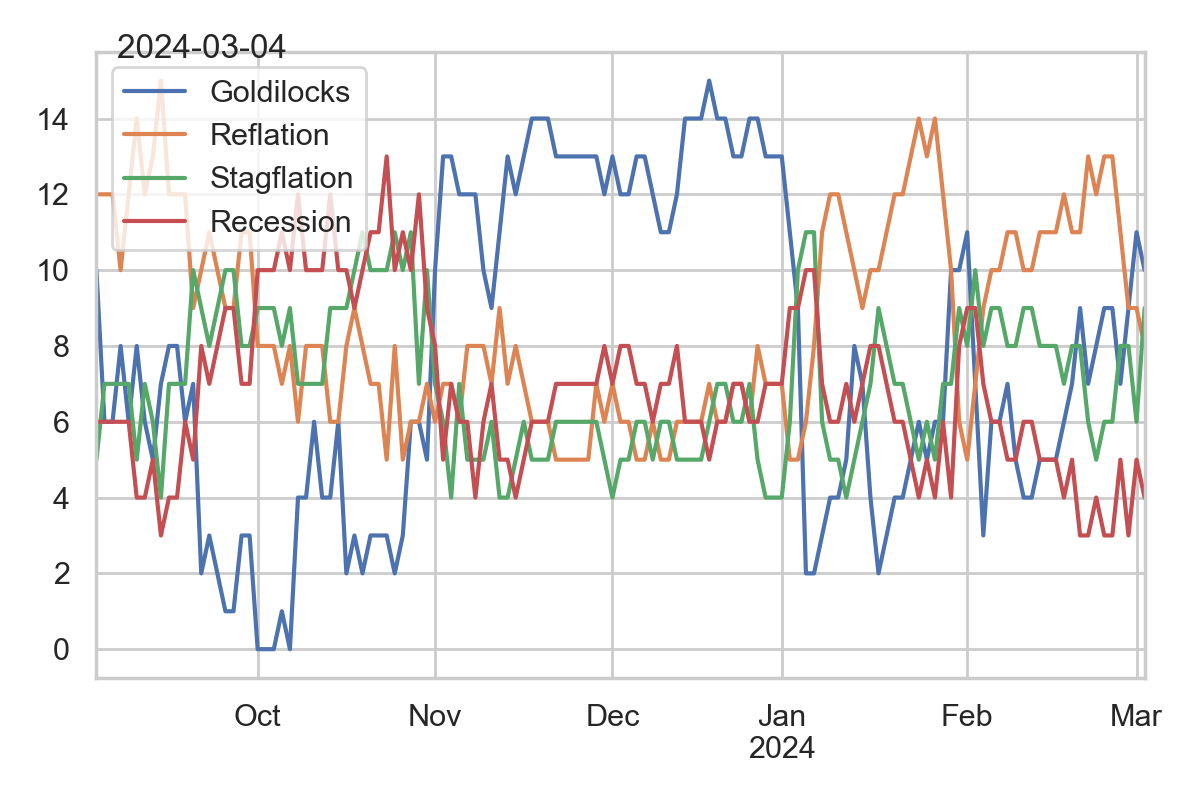 2024-03-04
Goldilocks
Reflation
Stagflation
Recession
14
12
10
8
6
4
2
0
Oct Nov Dec Jan Feb Mar
2024